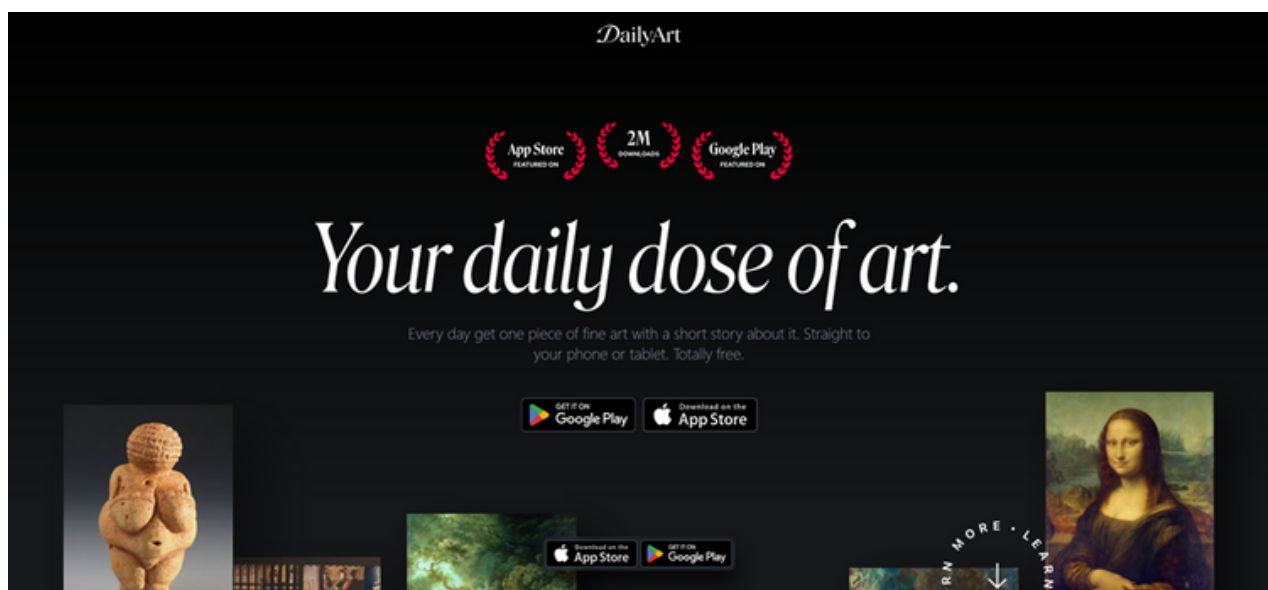 DailyArt
App Store
FEATURED ON
2M
DOWNLOADS
Google Play
FEATURED ON
Your daily dose of art.
Every day get one piece of fine art with a short story about it. Straight to
your phone or tablet. Totally free.
GET IT ON
Google Play
Download on the
App Store
Download on the
App Store
GET IT ON
Google Play
RN MORE · LEARN